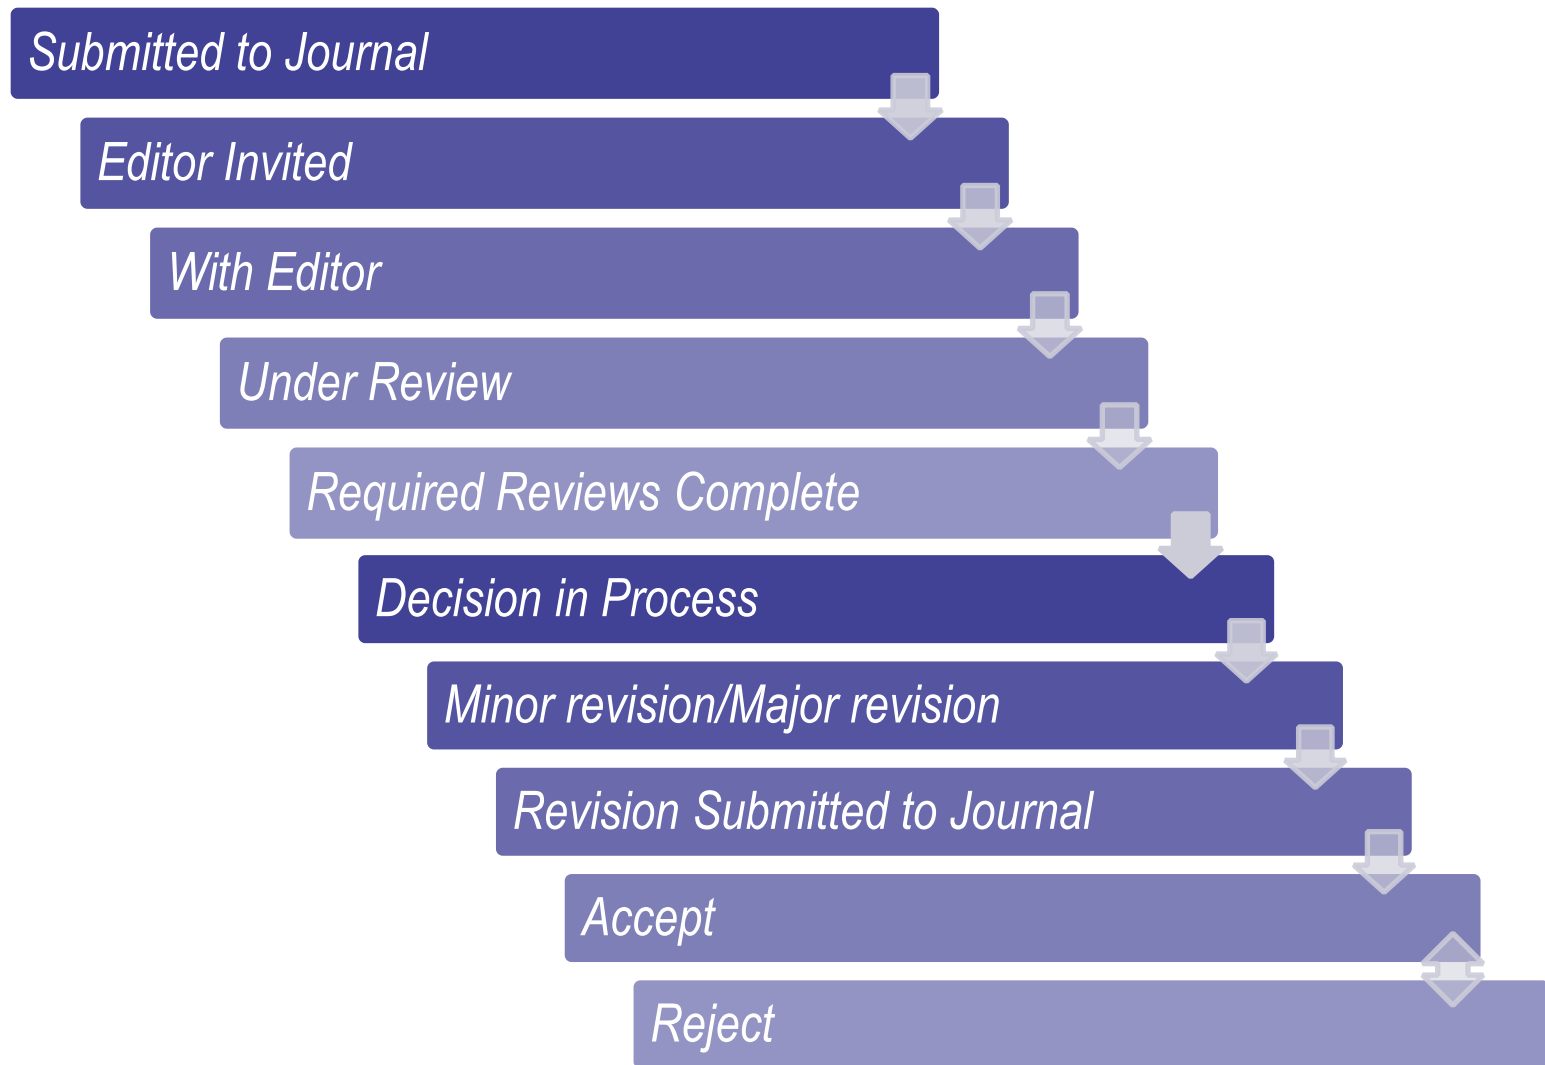 Submitted to Journal
Editor Invited
With Editor
Under Review
Required Reviews Complete
Decision in Process
Minor revision/Major revision
Revision Submitted to Journal
Accept
Reject